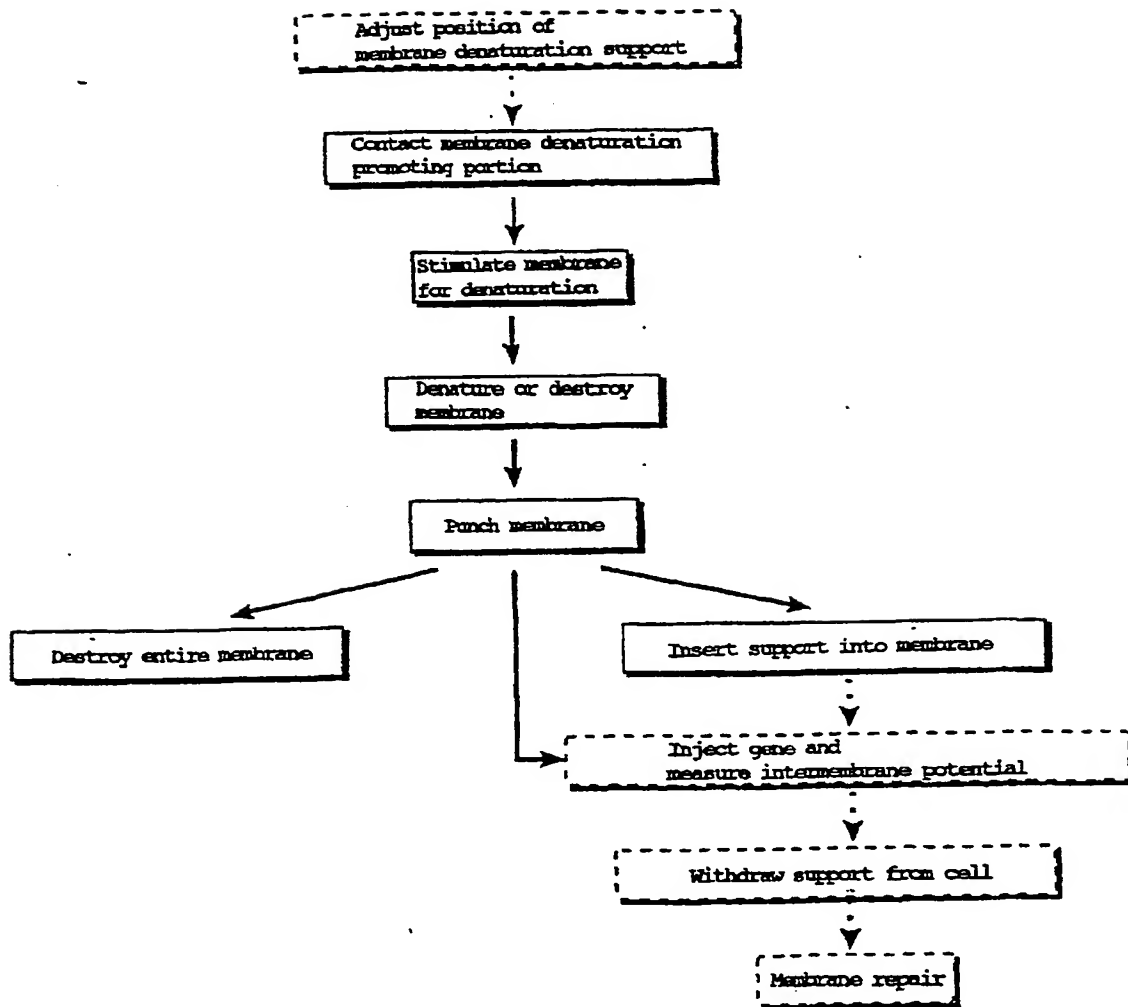 Adjust position of
membrane denaturation support
Contact membrane denaturation
promoting portion
Stimulate membrane
for denaturation
Denature or destroy
membrane
Punch membrane
Destroy entire membrane
Insert support into membrane
Inject gene and
measure intermembrane potential
Withdraw support from cell
Membrane repair